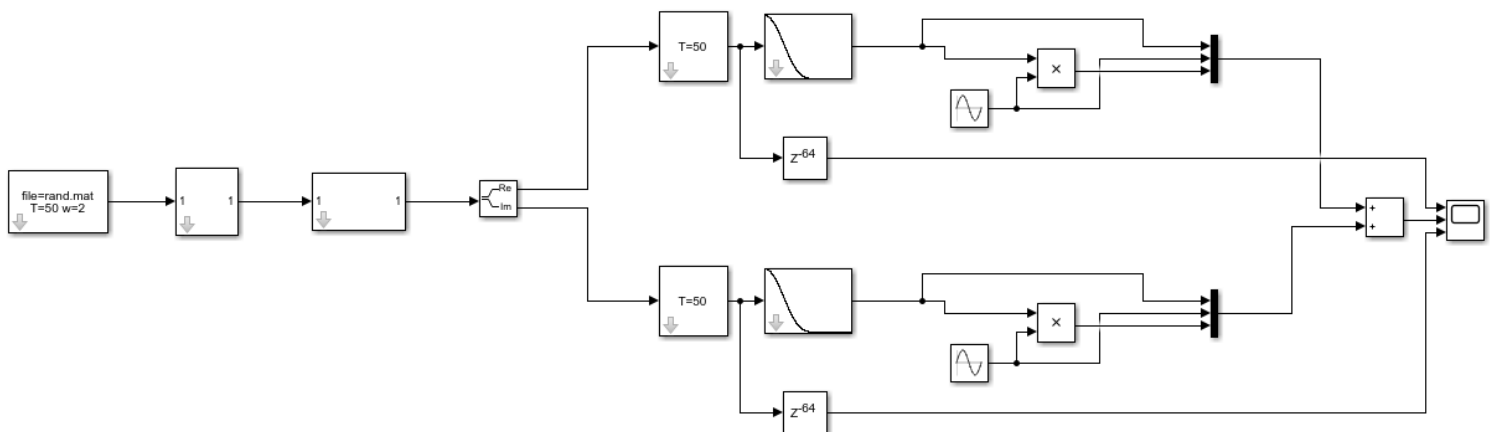 T=50
×
z-64
file=rand.mat
T=50 w=2
1 1
1 1
Re
Im
+
+
T=50
×
z-64